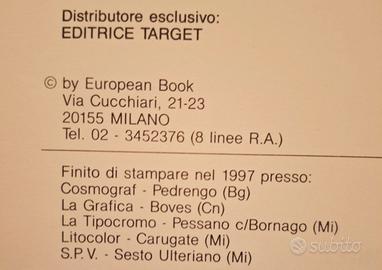 Distributore esclusivo:
EDITRICE TARGET
© by European Book
Via Cucchiari, 21-23
20155 MILANO
Tel. 02 - 3452376 (8 linee R.A.)
Finito di stampare nel 1997 presso:
Cosmograf - Pedrengo (Bg)
La Grafica - Boves (Cn)
La Tipocromo - Pessano c/Bornago (Mi)
Litocolor - Carugate (Mi)
S.P.V. - Sesto Ulteriano (Mi)
subito